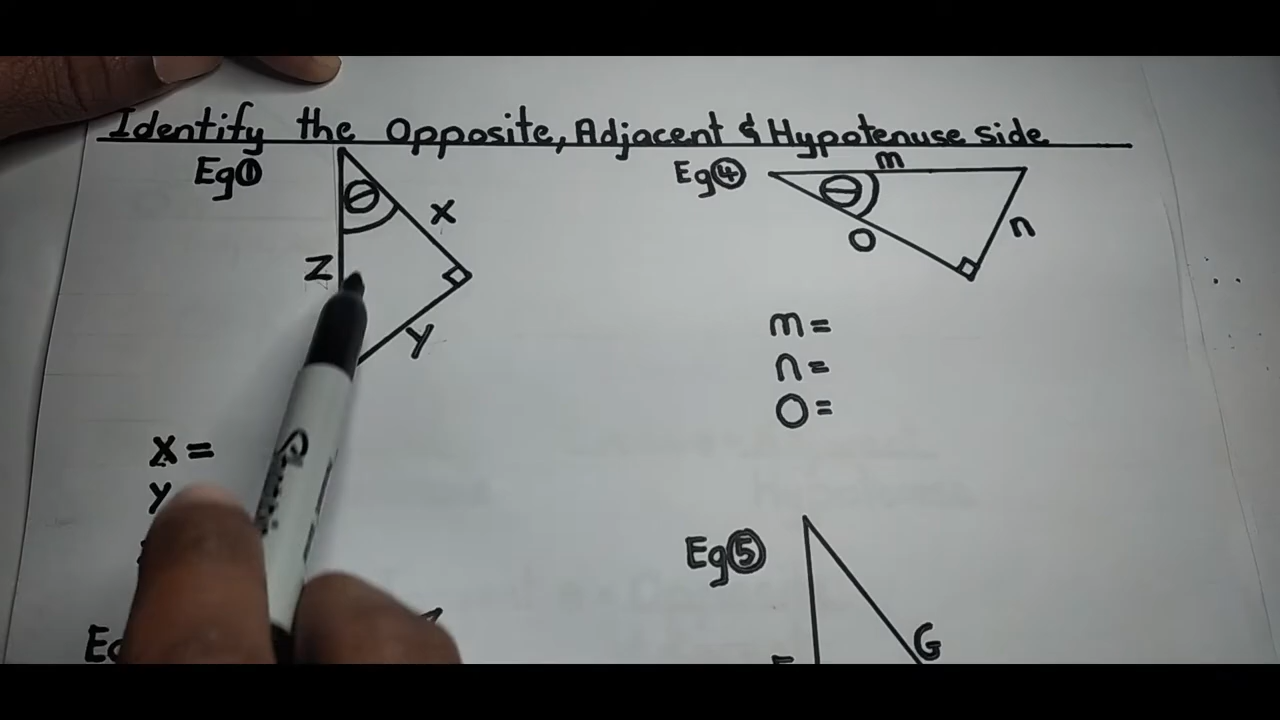 Identify the Opposite, Adjacent & Hypotenuse side
Eg①
θ
X
Z
Y
X =
Y
Eg④
m
θ
n
O
m =
n =
O =
Eg⑤
G